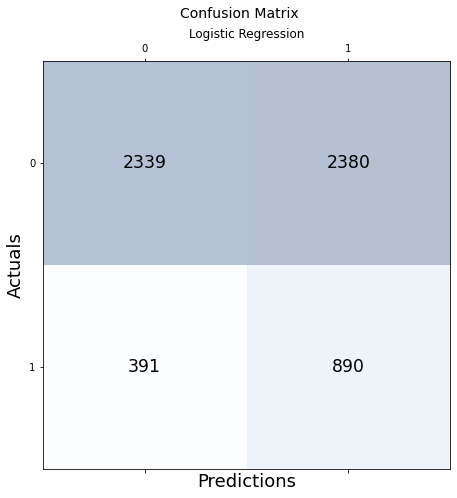 Confusion Matrix
Logistic Regression
0 1
0 2339 2380
Actuals
1 391 890
Predictions